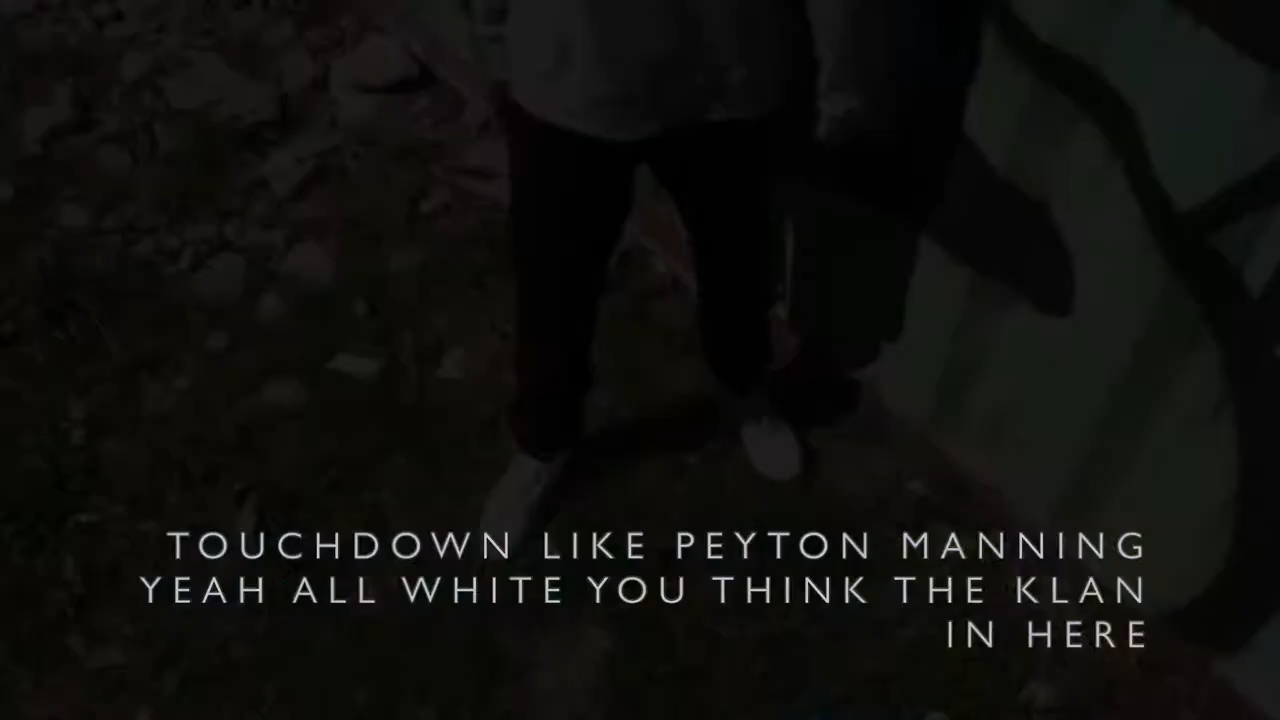 TOUCHDOWN LIKE PEYTON MANNING
YEAH ALL WHITE YOU THINK THE KLAN
IN HERE